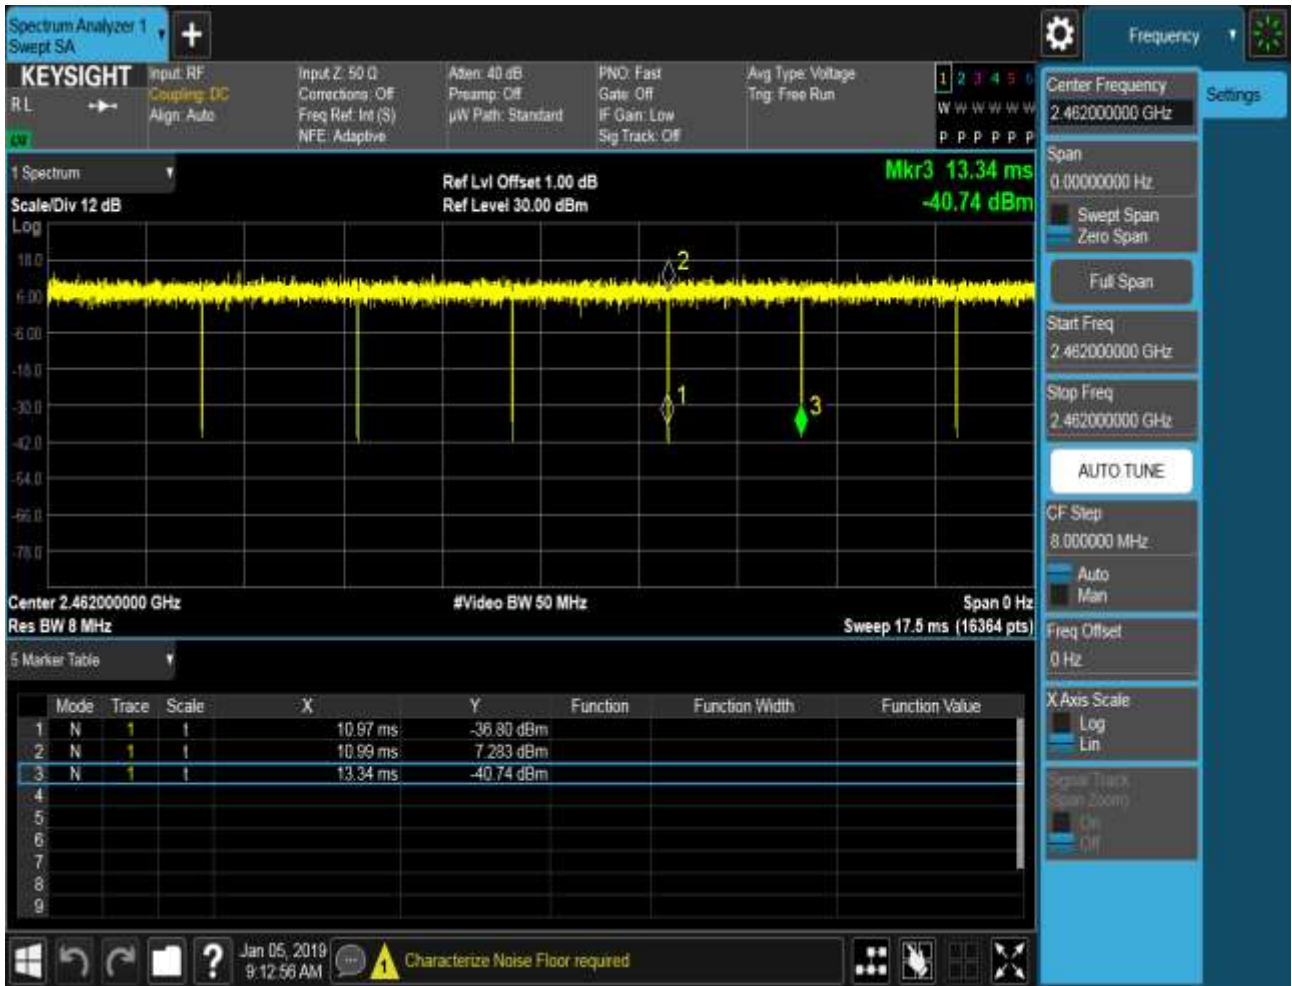 Spectrum Analyzer 1
Swept SA
+
Frequency
KEYSIGHT
RL
Input: RF
Coupling: DC
Align: Auto
Input Z: 50 Ω
Corrections: Off
Freq Ref: Int (S)
NFE: Adaptive
Atten: 40 dB
Preamp: Off
µW Path: Standard
PNO: Fast
Gate: Off
IF Gain: Low
Sig Track: Off
Avg Type: Voltage
Trig: Free Run
1 2 3 4 5 6
W W W W W W
P P P P P P
1 Spectrum
Scale/Div 12 dB
Ref Lvl Offset 1.00 dB
Ref Level 30.00 dBm
Mkr3 13.34 ms
-40.74 dBm
Log
18.0
6.00
-6.00
-18.0
-30.0
-42.0
-54.0
-66.0
-78.0
2
1
3
Center 2.462000000 GHz
Res BW 8 MHz
#Video BW 50 MHz
Span 0 Hz
Sweep 17.5 ms (16364 pts)
5 Marker Table
Mode Trace Scale X Y Function Function Width Function Value
1 N 1 t 10.97 ms -36.80 dBm
2 N 1 t 10.99 ms 7.283 dBm
3 N 1 t 13.34 ms -40.74 dBm
4
5
6
7
8
9
Center Frequency
2.462000000 GHz
Settings
Span
0.00000000 Hz
Swept Span
Zero Span
Full Span
Start Freq
2.462000000 GHz
Stop Freq
2.462000000 GHz
AUTO TUNE
CF Step
8.000000 MHz
Auto
Man
Freq Offset
0 Hz
X Axis Scale
Log
Lin
Signal Track
(Span Zoom)
On
Off
?
Jan 05, 2019
9:12:56 AM
1
Characterize Noise Floor required